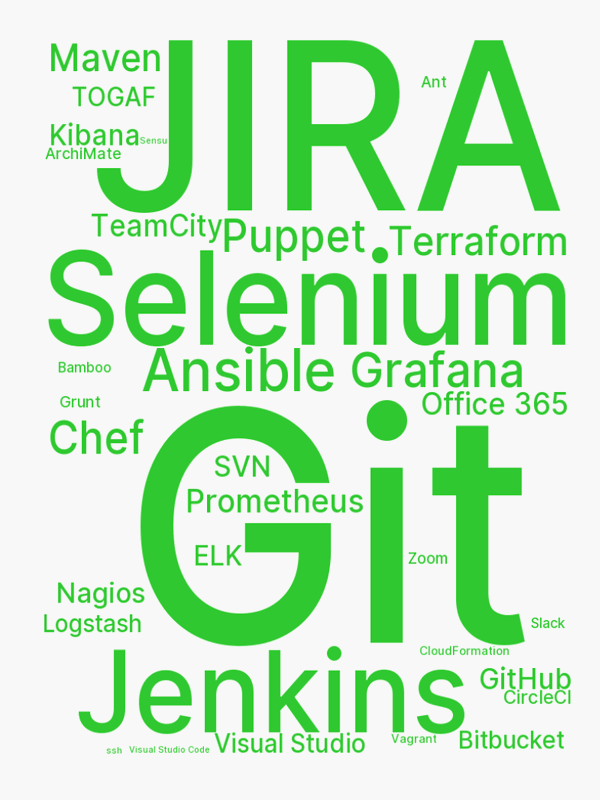 JIRA
Maven
TOGAF
Ant
Kibana
Sensu
ArchiMate
TeamCity
Puppet
Terraform
Selenium
Ansible
Grafana
Bamboo
Grunt
Office 365
Chef
Git
SVN
Prometheus
ELK
Zoom
Nagios
Logstash
Slack
CloudFormation
Jenkins
GitHub
CircleCI
ssh
Visual Studio Code
Visual Studio
Vagrant
Bitbucket